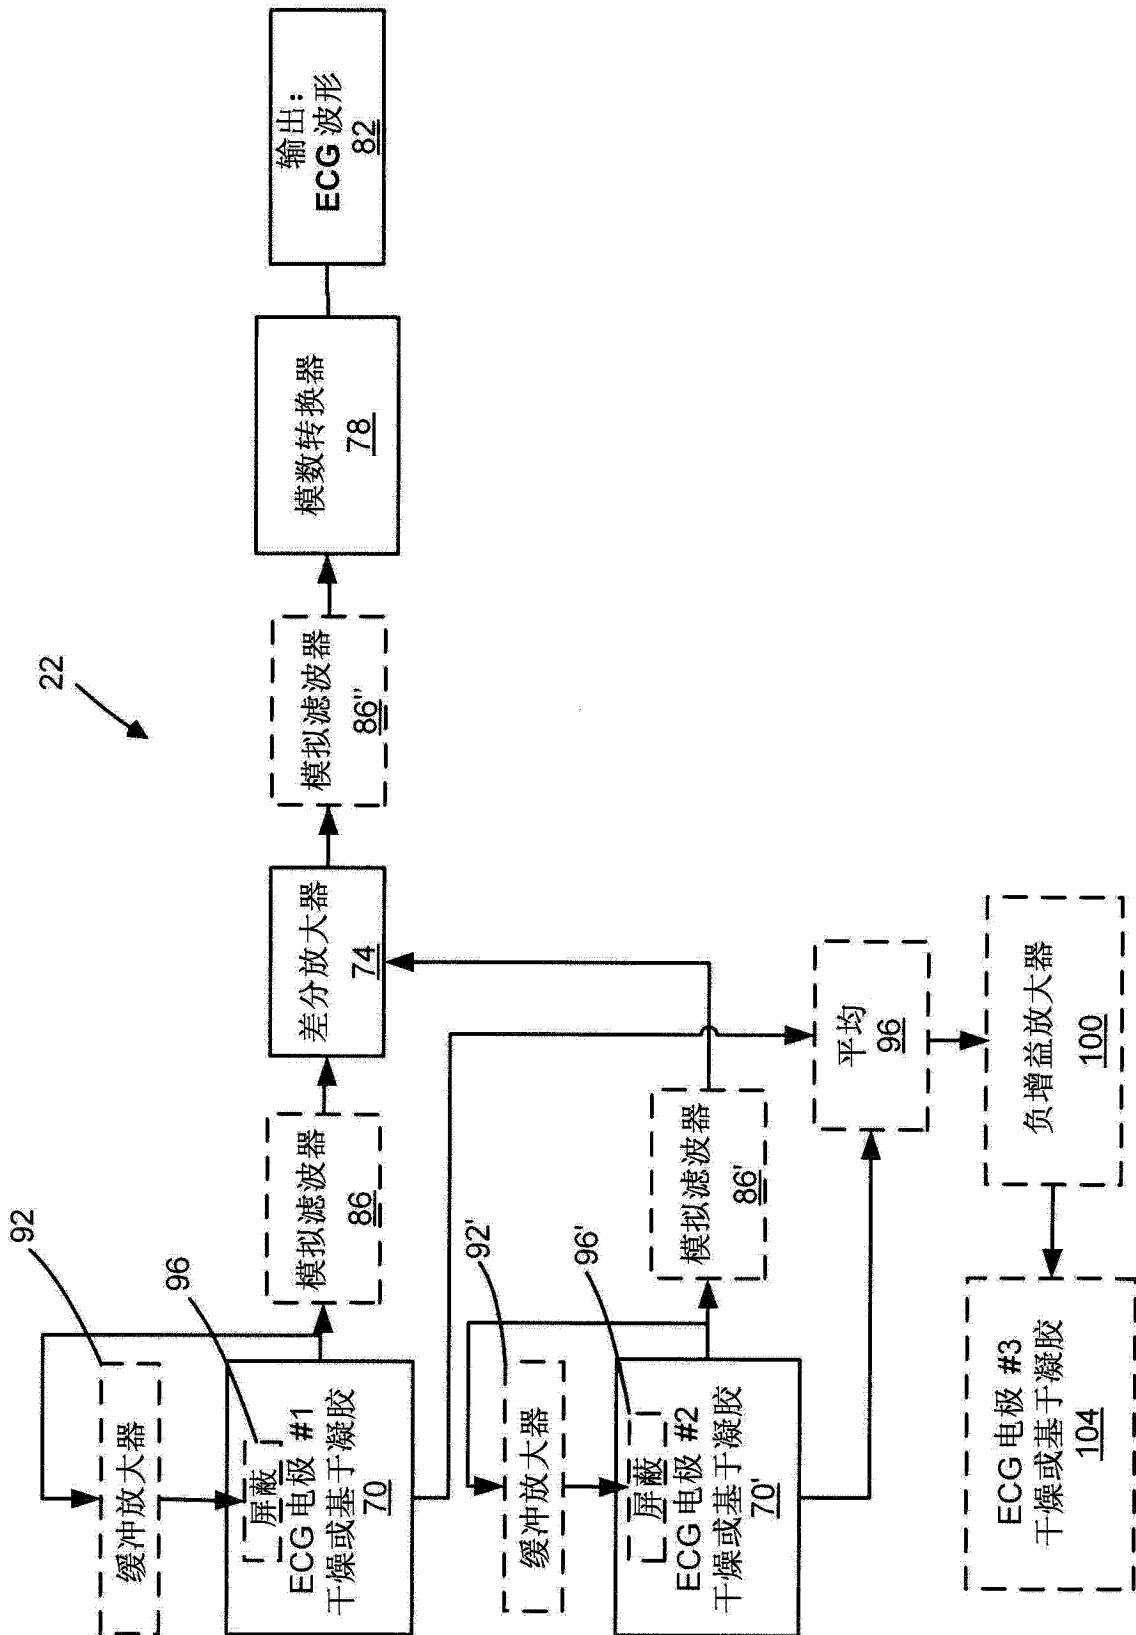 22
92
缓冲放大器
96
屏蔽
ECG 电极 #1
干燥或基于凝胶
70
模拟滤波器
86
差分放大器
74
模拟滤波器
86"
模数转换器
78
输出:
ECG 波形
82
92'
缓冲放大器
96'
屏蔽
ECG 电极 #2
干燥或基于凝胶
70'
模拟滤波器
86'
平均
96
负增益放大器
100
ECG 电极 #3
干燥或基于凝胶
104